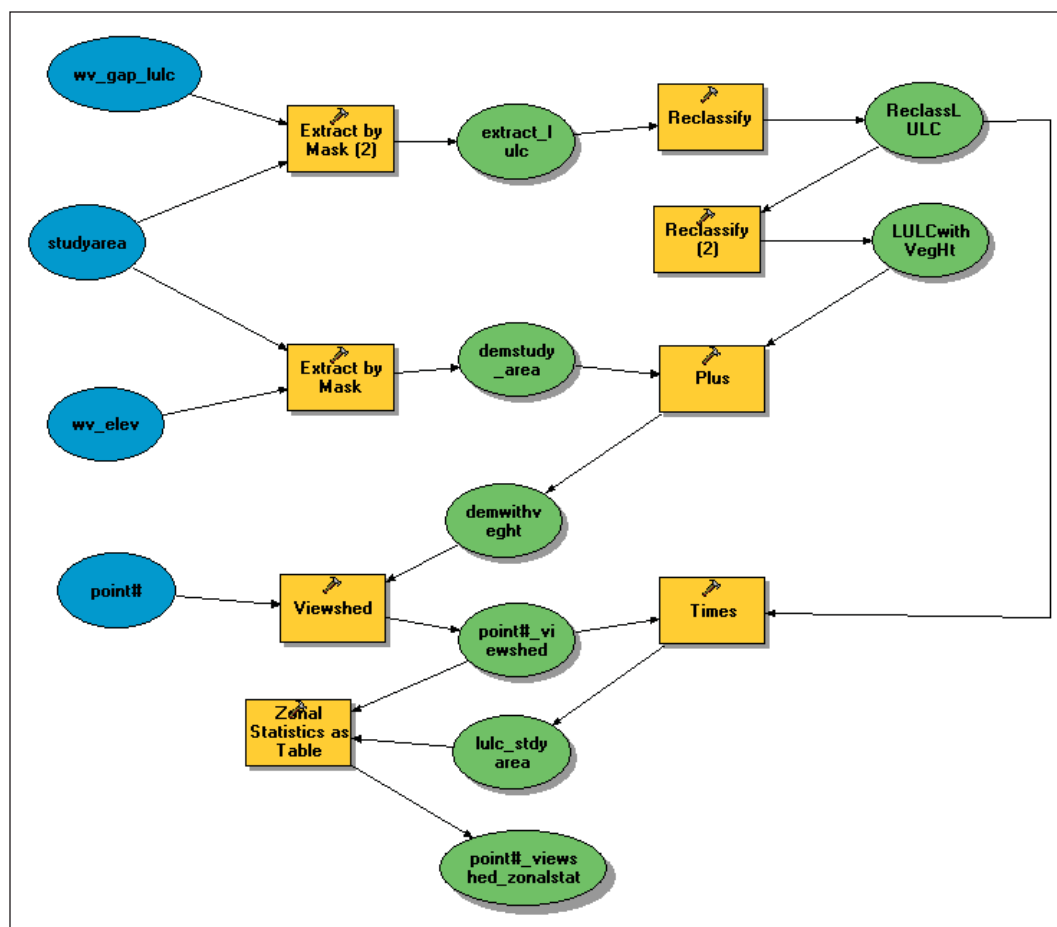 wv_gap_lulc
Extract by
Mask (2)
extract_l
ulc
Reclassify
ReclassL
ULC
studyarea
Reclassify
(2)
LULCwith
VegHt
Extract by
Mask
demstudy
_area
Plus
wv_elev
demwithv
eght
point#
Viewshed
point#_vi
ewshed
Times
Zonal
Statistics as
Table
lulc_stdy
area
point#_views
hed_zonalstat